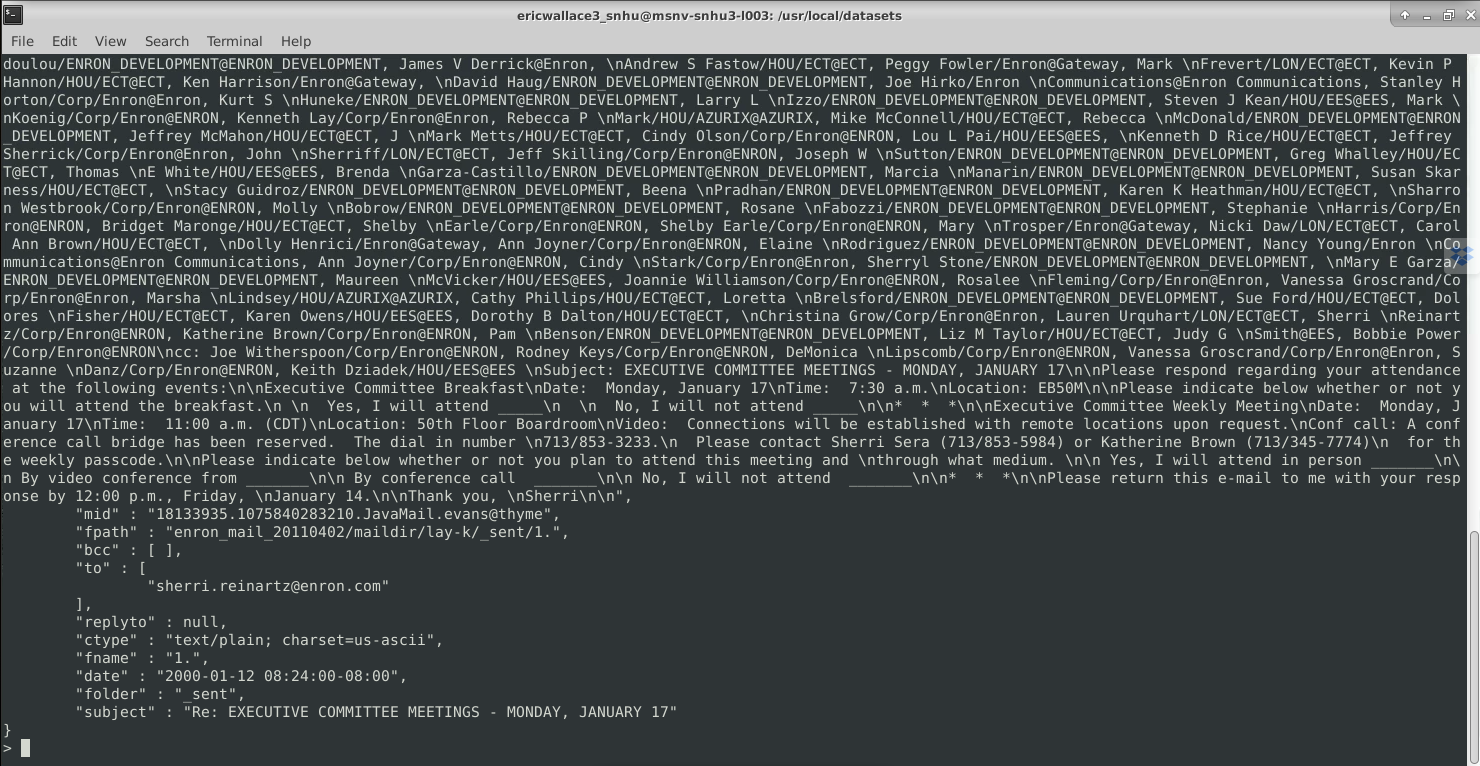 ericwallace3_snhu@msnv-snhu3-l003: /usr/local/datasets
File Edit View Search Terminal Help
doulou/ENRON_DEVELOPMENT@ENRON_DEVELOPMENT, James V Derrick@Enron, \nAndrew S Fastow/HOU/ECT@ECT, Peggy Fowler/Enron@Gateway, Mark \nFrevert/LON/ECT@ECT, Kevin P
Hannon/HOU/ECT@ECT, Ken Harrison/Enron@Gateway, \nDavid Haug/ENRON_DEVELOPMENT@ENRON_DEVELOPMENT, Joe Hirko/Enron \nCommunications@Enron Communications, Stanley H
orton/Corp/Enron@Enron, Kurt S \nHuneke/ENRON_DEVELOPMENT@ENRON_DEVELOPMENT, Larry L \nIzzo/ENRON_DEVELOPMENT@ENRON_DEVELOPMENT, Steven J Kean/HOU/EES@EES, Mark \
nKoenig/Corp/Enron@ENRON, Kenneth Lay/Corp/Enron@Enron, Rebecca P \nMark/HOU/AZURIX@AZURIX, Mike McConnell/HOU/ECT@ECT, Rebecca \nMcDonald/ENRON_DEVELOPMENT@ENRON
_DEVELOPMENT, Jeffrey McMahon/HOU/ECT@ECT, J \nMark Metts/HOU/ECT@ECT, Cindy Olson/Corp/Enron@ENRON, Lou L Pai/HOU/EES@EES, \nKenneth D Rice/HOU/ECT@ECT, Jeffrey
Sherrick/Corp/Enron@Enron, John \nSherriff/LON/ECT@ECT, Jeff Skilling/Corp/Enron@ENRON, Joseph W \nSutton/ENRON_DEVELOPMENT@ENRON_DEVELOPMENT, Greg Whalley/HOU/EC
T@ECT, Thomas \nE White/HOU/EES@EES, Brenda \nGarza-Castillo/ENRON_DEVELOPMENT@ENRON_DEVELOPMENT, Marcia \nManarin/ENRON_DEVELOPMENT@ENRON_DEVELOPMENT, Susan Skar
ness/HOU/ECT@ECT, \nStacy Guidroz/ENRON_DEVELOPMENT@ENRON_DEVELOPMENT, Beena \nPradhan/ENRON_DEVELOPMENT@ENRON_DEVELOPMENT, Karen K Heathman/HOU/ECT@ECT, \nSharro
n Westbrook/Corp/Enron@ENRON, Molly \nBobrow/ENRON_DEVELOPMENT@ENRON_DEVELOPMENT, Rosane \nFabozzi/ENRON_DEVELOPMENT@ENRON_DEVELOPMENT, Stephanie \nHarris/Corp/En
ron@ENRON, Bridget Maronge/HOU/ECT@ECT, Shelby \nEarle/Corp/Enron@ENRON, Shelby Earle/Corp/Enron@ENRON, Mary \nTrosper/Enron@Gateway, Nicki Daw/LON/ECT@ECT, Carol
 Ann Brown/HOU/ECT@ECT, \nDolly Henrici/Enron@Gateway, Ann Joyner/Corp/Enron@ENRON, Elaine \nRodriguez/ENRON_DEVELOPMENT@ENRON_DEVELOPMENT, Nancy Young/Enron \nCo
mmunications@Enron Communications, Ann Joyner/Corp/Enron@ENRON, Cindy \nStark/Corp/Enron@Enron, Sherryl Stone/ENRON_DEVELOPMENT@ENRON_DEVELOPMENT, \nMary E Garza/
ENRON_DEVELOPMENT@ENRON_DEVELOPMENT, Maureen \nMcVicker/HOU/EES@EES, Joannie Williamson/Corp/Enron@ENRON, Rosalee \nFleming/Corp/Enron@Enron, Vanessa Groscrand/Co
rp/Enron@Enron, Marsha \nLindsey/HOU/AZURIX@AZURIX, Cathy Phillips/HOU/ECT@ECT, Loretta \nBrelsford/ENRON_DEVELOPMENT@ENRON_DEVELOPMENT, Sue Ford/HOU/ECT@ECT, Dol
ores \nFisher/HOU/ECT@ECT, Karen Owens/HOU/EES@EES, Dorothy B Dalton/HOU/ECT@ECT, \nChristina Grow/Corp/Enron@Enron, Lauren Urquhart/LON/ECT@ECT, Sherri \nReinart
z/Corp/Enron@ENRON, Katherine Brown/Corp/Enron@ENRON, Pam \nBenson/ENRON_DEVELOPMENT@ENRON_DEVELOPMENT, Liz M Taylor/HOU/ECT@ECT, Judy G \nSmith@EES, Bobbie Power
/Corp/Enron@ENRON\ncc: Joe Witherspoon/Corp/Enron@ENRON, Rodney Keys/Corp/Enron@ENRON, DeMonica \nLipscomb/Corp/Enron@ENRON, Vanessa Groscrand/Corp/Enron@Enron, S
uzanne \nDanz/Corp/Enron@ENRON, Keith Dziadek/HOU/EES@EES \nSubject: EXECUTIVE COMMITTEE MEETINGS - MONDAY, JANUARY 17\n\nPlease respond regarding your attendance
 at the following events:\n\nExecutive Committee Breakfast\nDate:  Monday, January 17\nTime:  7:30 a.m.\nLocation: EB50M\n\nPlease indicate below whether or not y
ou will attend the breakfast.\n \n  Yes, I will attend _____\n  \n  No, I will not attend _____\n\n*  *  *\n\nExecutive Committee Weekly Meeting\nDate:  Monday, J
anuary 17\nTime:  11:00 a.m. (CDT)\nLocation: 50th Floor Boardroom\nVideo:  Connections will be established with remote locations upon request.\nConf call: A conf
erence call bridge has been reserved.  The dial in number \n713/853-3233.\n  Please contact Sherri Sera (713/853-5984) or Katherine Brown (713/345-7774)\n  for th
e weekly passcode.\n\nPlease indicate below whether or not you plan to attend this meeting and \nthrough what medium. \n\n Yes, I will attend in person _______\n\
n By video conference from _______\n\n By conference call  _______\n\n No, I will not attend  _______\n\n*  *  *\n\nPlease return this e-mail to me with your resp
onse by 12:00 p.m., Friday, \nJanuary 14.\n\nThank you, \nSherri\n\n",
"mid" : "18133935.1075840283210.JavaMail.evans@thyme",
"fpath" : "enron_mail_20110402/maildir/lay-k/_sent/1.",
"bcc" : [ ],
"to" : [
"sherri.reinartz@enron.com"
],
"replyto" : null,
"ctype" : "text/plain; charset=us-ascii",
"fname" : "1.",
"date" : "2000-01-12 08:24:00-08:00",
"folder" : "_sent",
"subject" : "Re: EXECUTIVE COMMITTEE MEETINGS - MONDAY, JANUARY 17"
}
>